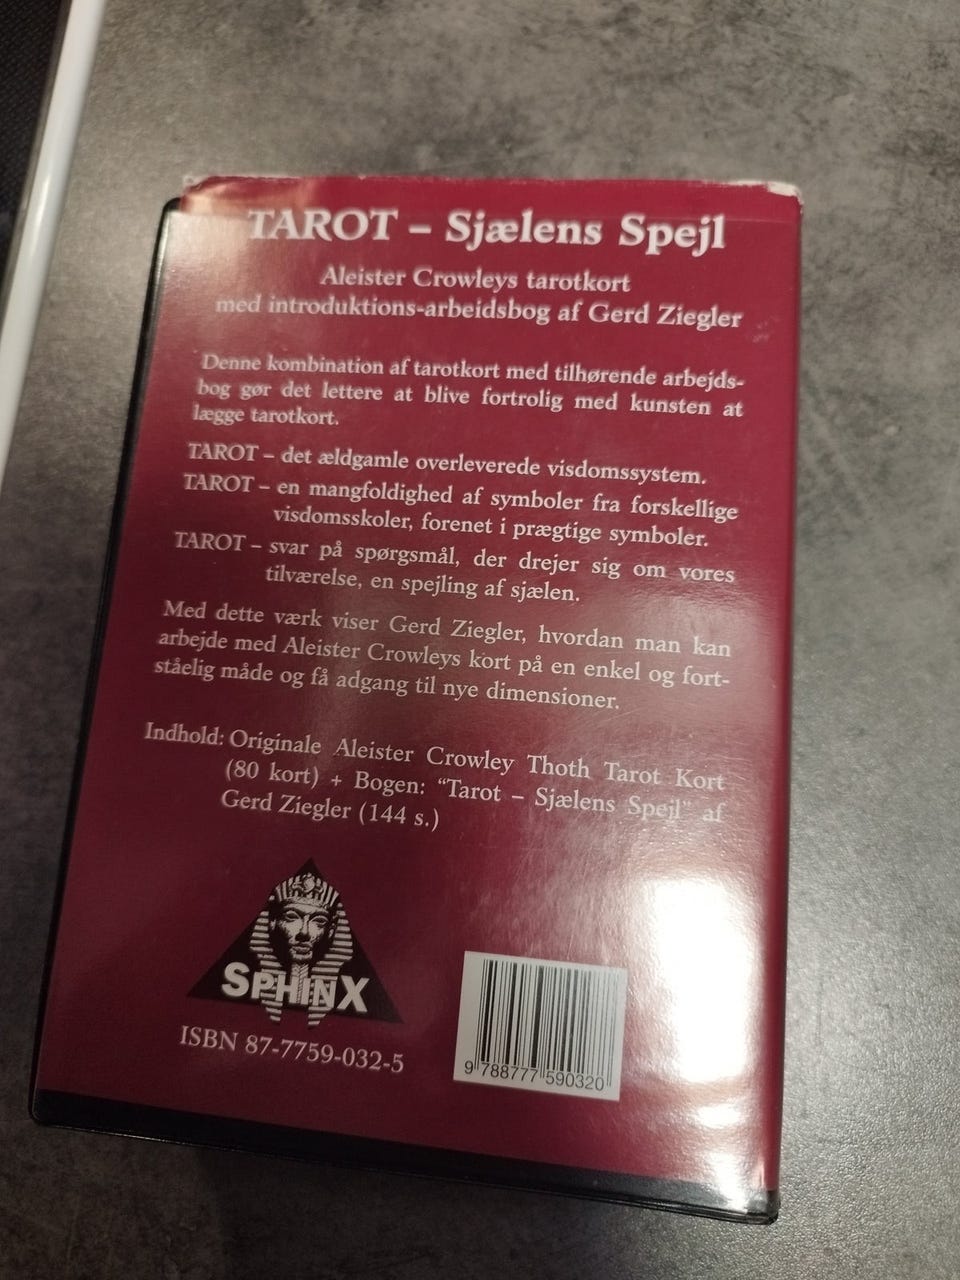 TAROT – Sjælens Spejl
Aleister Crowleys tarotkort
med introduktions-arbeidsbog af Gerd Ziegler
Denne kombination af tarotkort med tilhørende arbejds-
bog gør det lettere at blive fortrolig med kunsten at
lægge tarotkort.
TAROT – det ældgamle overleverede visdomssystem.
TAROT – en mangfoldighed af symboler fra forskellige
visdomsskoler, forenet i prægtige symboler.
TAROT – svar på spørgsmål, der drejer sig om vores
tilværelse, en spejling af sjælen.
Med dette værk viser Gerd Ziegler, hvordan man kan
arbejde med Aleister Crowleys kort på en enkel og fort-
ståelig måde og få adgang til nye dimensioner.
Indhold: Originale Aleister Crowley Thoth Tarot Kort
(80 kort) + Bogen: “Tarot – Sjælens Spejl” af
Gerd Ziegler (144 s.)
SPHINX
ISBN 87-7759-032-5
9 788777 590320